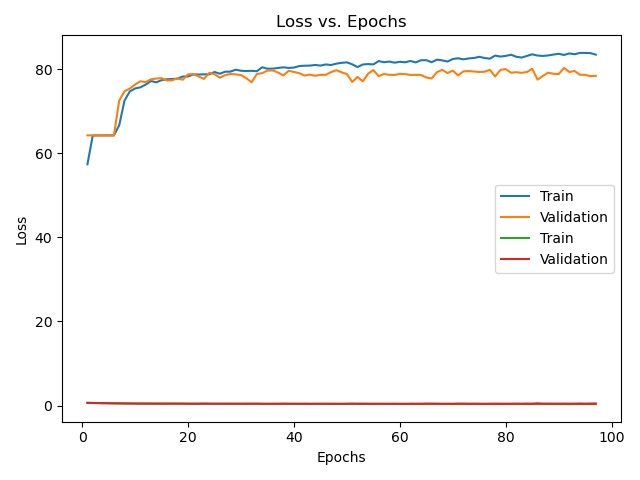 Loss vs. Epochs
80
60
40
20
0
Loss
Train
Validation
Train
Validation
0 20 40 60 80 100
Epochs